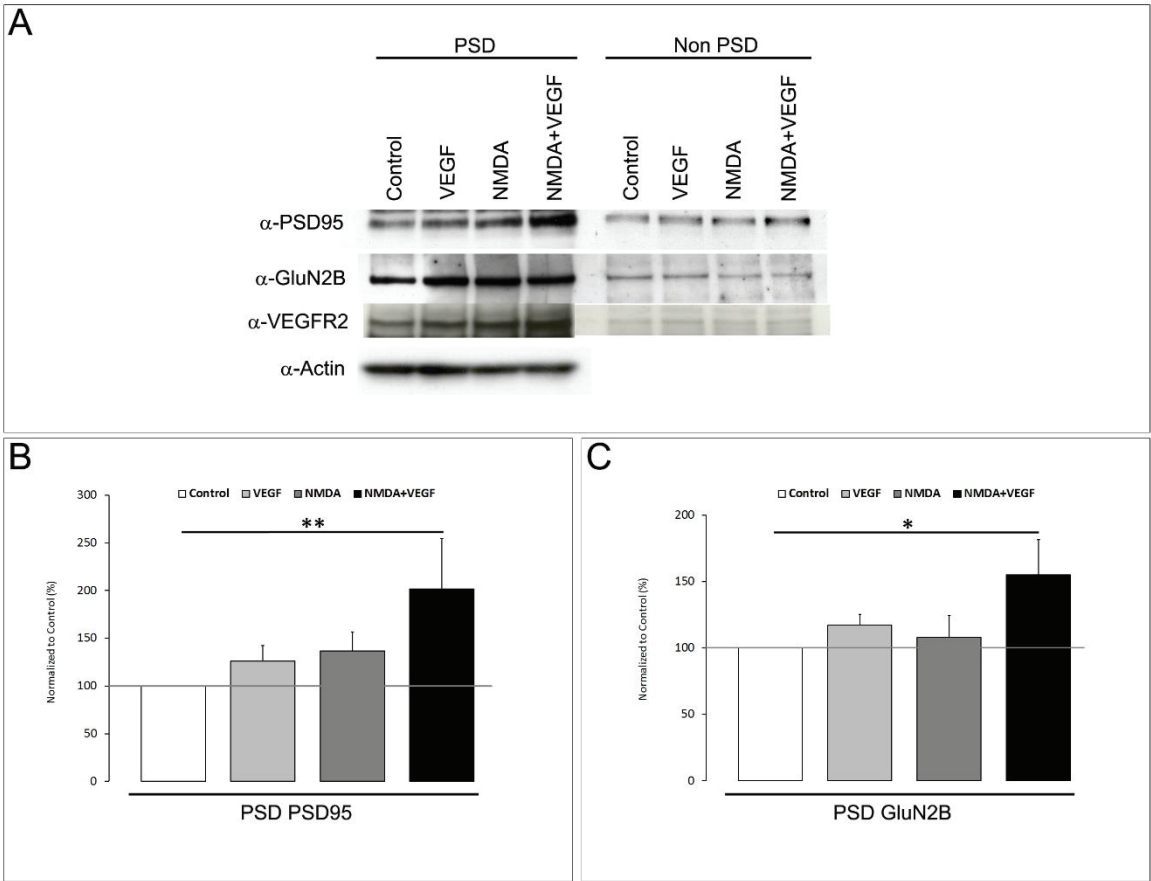 A
PSD
Non PSD
Control
VEGF
NMDA
NMDA+VEGF
Control
VEGF
NMDA
NMDA+VEGF
α-PSD95
α-GluN2B
α-VEGFR2
α-Actin
B
Control VEGF NMDA NMDA+VEGF
**
300
250
200
150
100
50
0
Normalized to Control (%)
PSD PSD95
C
Control VEGF NMDA NMDA+VEGF
*
200
150
100
50
0
Normalized to Control (%)
PSD GluN2B